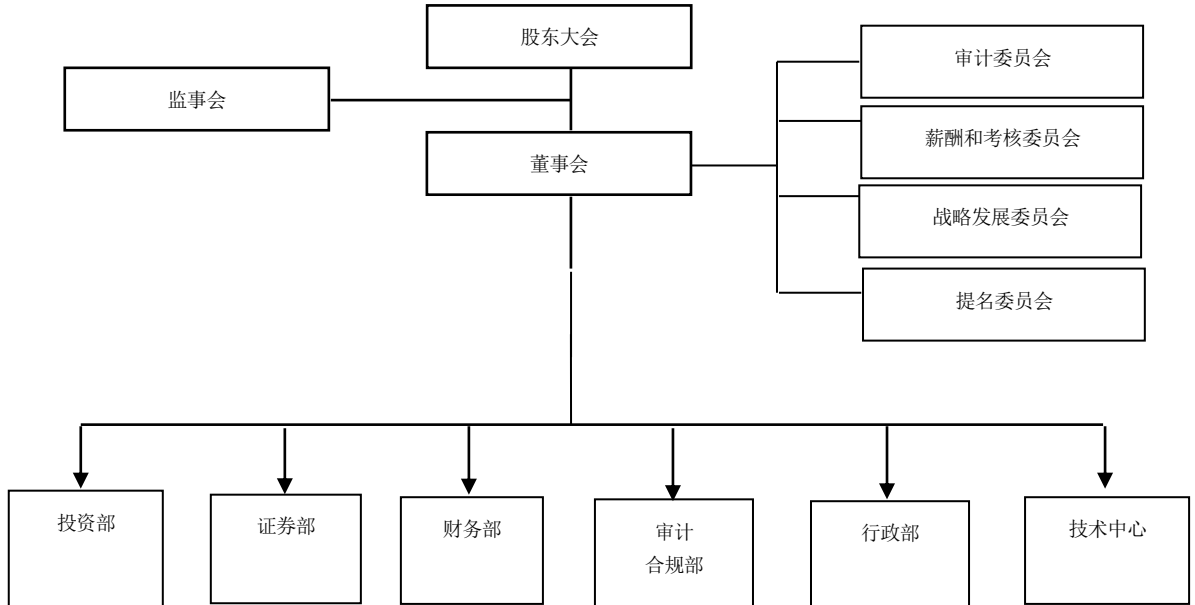 股东大会
审计委员会
监事会
薪酬和考核委员会
董事会
战略发展委员会
提名委员会
投资部
证券部
财务部
审计
合规部
行政部
技术中心